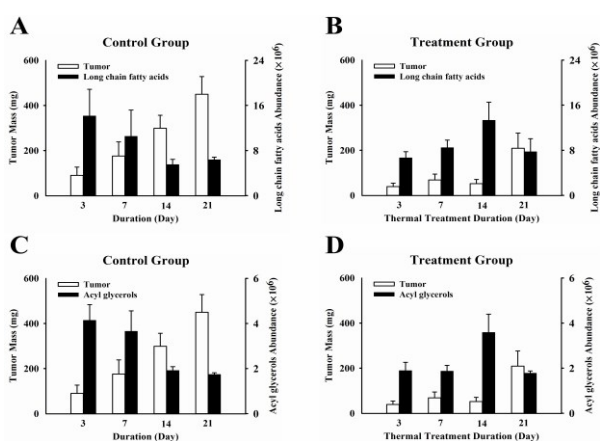 A
Control Group
Tumor
Long chain fatty acids
600
400
200
0
24
16
8
0
Tumor Mass (mg)
Long chain fatty acids Abundance (×10⁶)
3 7 14 21
Duration (Day)
B
Treatment Group
Tumor
Long chain fatty acids
600
400
200
0
24
16
8
0
Tumor Mass (mg)
Long chain fatty acids Abundance (×10⁶)
3 7 14 21
Thermal Treatment Duration (Day)
C
Control Group
Tumor
Acyl glycerols
600
400
200
0
6
4
2
0
Tumor Mass (mg)
Acyl glycerols Abundance (×10⁶)
3 7 14 21
Duration (Day)
D
Treatment Group
Tumor
Acyl glycerols
600
400
200
0
6
4
2
0
Tumor Mass (mg)
Acyl glycerols Abundance (×10⁶)
3 7 14 21
Thermal Treatment Duration (Day)